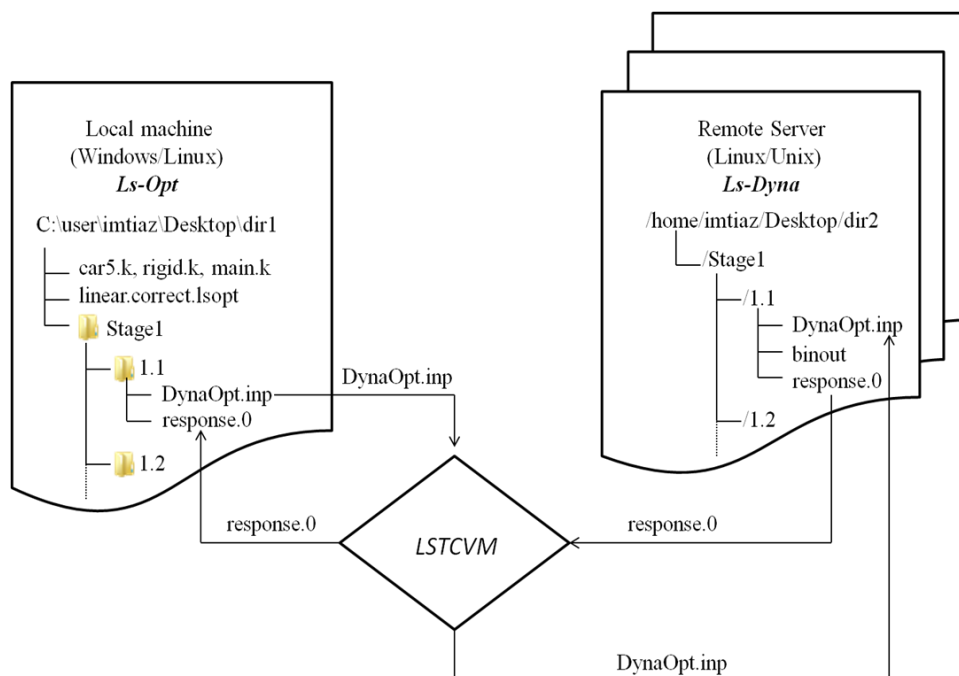 Local machine
(Windows/Linux)
Ls-Opt
C:\user\imtiaz\Desktop\dir1
car5.k, rigid.k, main.k
linear.correct.lsopt
Stage1
1.1
DynaOpt.inp
response.0
1.2
DynaOpt.inp
Remote Server
(Linux/Unix)
Ls-Dyna
/home/imtiaz/Desktop/dir2
/Stage1
/1.1
DynaOpt.inp
binout
response.0
/1.2
response.0
LSTCVM
response.0
DynaOpt.inp